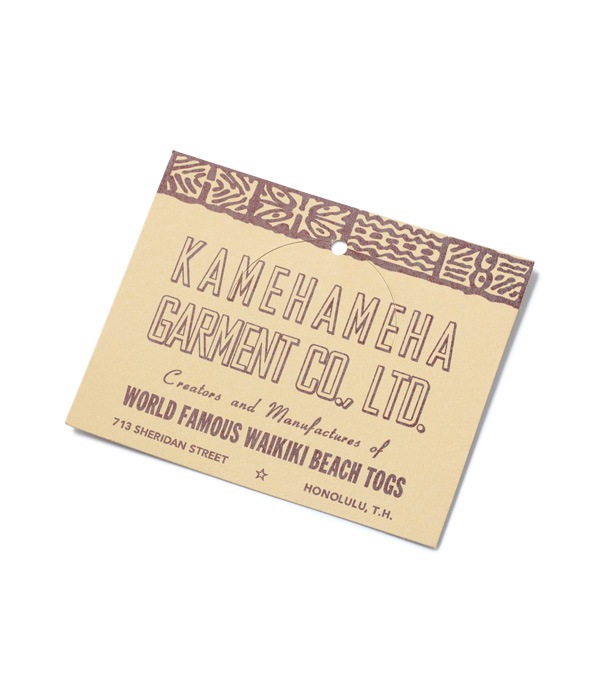 KAMEHAMEHA
GARMENT CO., LTD.
Creators and Manufactures of
WORLD FAMOUS WAIKIKI BEACH TOGS
713 SHERIDAN STREET ☆ HONOLULU, T.H.